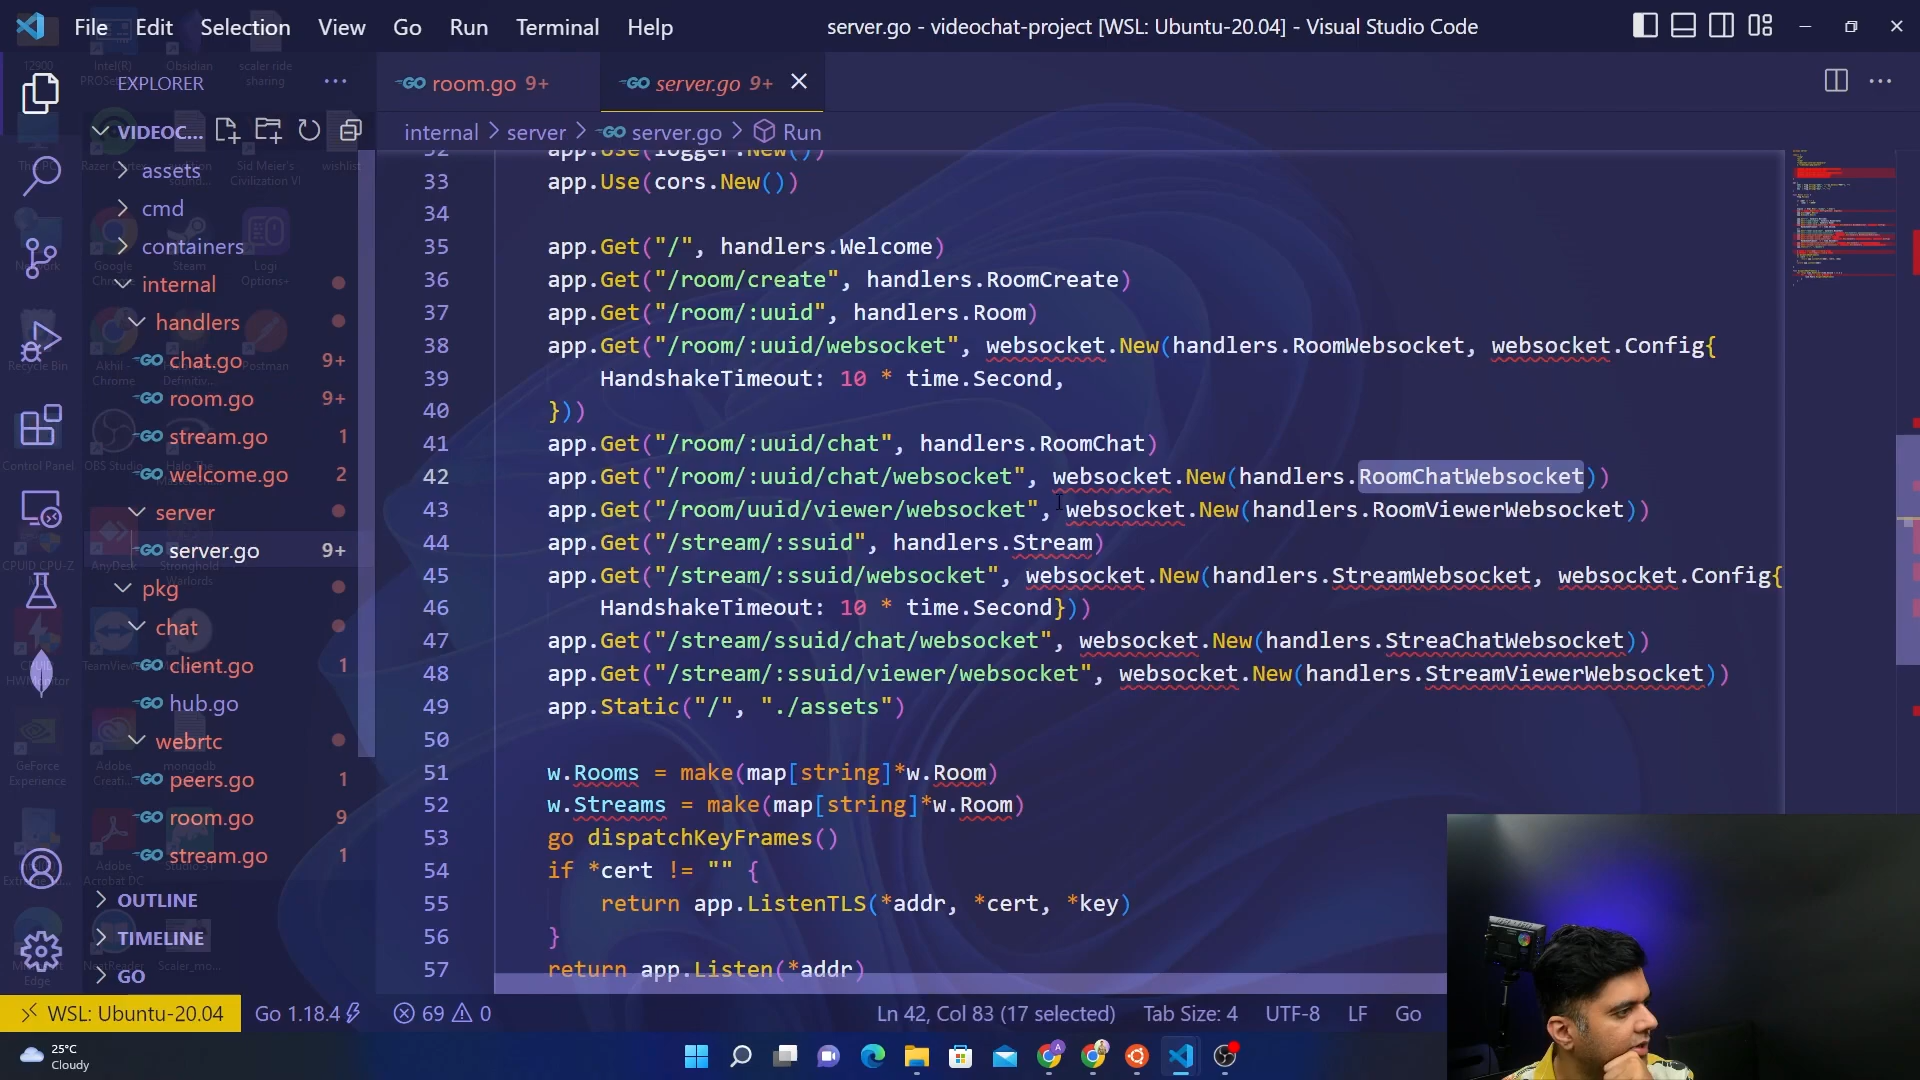 File Edit Selection View Go Run Terminal Help
server.go - videochat-project [WSL: Ubuntu-20.04] - Visual Studio Code
EXPLORER
room.go 9+
server.go 9+
VIDEOC...
internal > server > server.go > Run
assets
cmd
containers
internal
handlers
chat.go 9+
room.go 9+
stream.go 1
welcome.go 2
server
server.go 9+
pkg
chat
client.go 1
hub.go
webrtc
peers.go 1
room.go 9
stream.go 1
OUTLINE
TIMELINE
GO
32 app.Use(logger.New())
33 app.Use(cors.New())
34
35 app.Get("/", handlers.Welcome)
36 app.Get("/room/create", handlers.RoomCreate)
37 app.Get("/room/:uuid", handlers.Room)
38 app.Get("/room/:uuid/websocket", websocket.New(handlers.RoomWebsocket, websocket.Config{
39 HandshakeTimeout: 10 * time.Second,
40 }))
41 app.Get("/room/:uuid/chat", handlers.RoomChat)
42 app.Get("/room/:uuid/chat/websocket", websocket.New(handlers.RoomChatWebsocket))
43 app.Get("/room/uuid/viewer/websocket", websocket.New(handlers.RoomViewerWebsocket))
44 app.Get("/stream/:ssuid", handlers.Stream)
45 app.Get("/stream/:ssuid/websocket", websocket.New(handlers.StreamWebsocket, websocket.Config{
46 HandshakeTimeout: 10 * time.Second}))
47 app.Get("/stream/ssuid/chat/websocket", websocket.New(handlers.StreaChatWebsocket))
48 app.Get("/stream/:ssuid/viewer/websocket", websocket.New(handlers.StreamViewerWebsocket))
49 app.Static("/", "./assets")
50
51 w.Rooms = make(map[string]*w.Room)
52 w.Streams = make(map[string]*w.Room)
53 go dispatchKeyFrames()
54 if *cert != "" {
55 return app.ListenTLS(*addr, *cert, *key)
56 }
57 return app.Listen(*addr)
WSL: Ubuntu-20.04 Go 1.18.4 69 0 Ln 42, Col 83 (17 selected) Tab Size: 4 UTF-8 LF Go
25°C
Cloudy